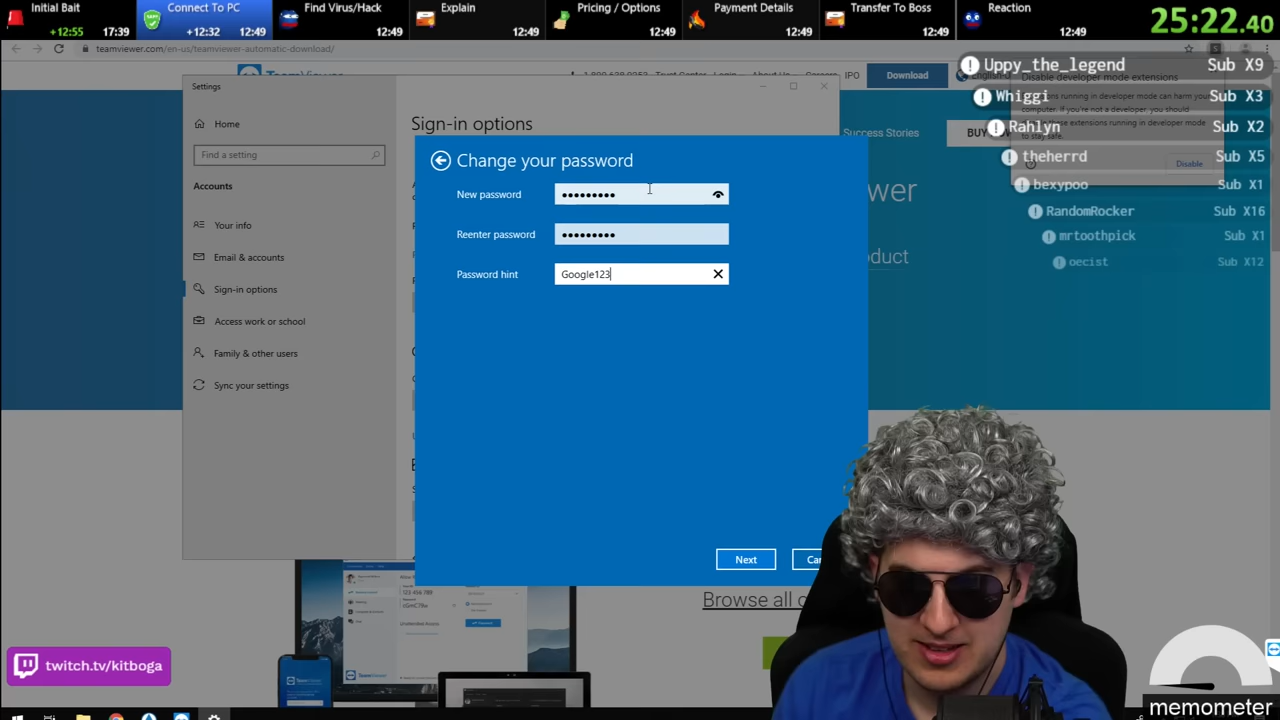 Initial Bait
+12:55 17:39
Connect To PC
+12:32 12:49
Find Virus/Hack
12:49
Explain
12:49
Pricing / Options
12:49
Payment Details
12:49
Transfer To Boss
12:49
Reaction
12:49
25:22.40
teamviewer.com/en-us/teamviewer-automatic-download/
TeamViewer
Download
Success Stories
Disable developer mode extensions
Disable
Uppy_the_legend Sub X9
Whiggi Sub X3
Rahlyn Sub X2
theherrd Sub X5
bexypoo Sub X1
RandomRocker Sub X16
mrtoothpick Sub X1
oecist Sub X12
Settings
Home
Find a setting
Accounts
Your info
Email & accounts
Sign-in options
Access work or school
Family & other users
Sync your settings
Sign-in options
Change your password
New password •••••••••
Reenter password •••••••••
Password hint Google123
Next
Browse all
twitch.tv/kitboga
memometer